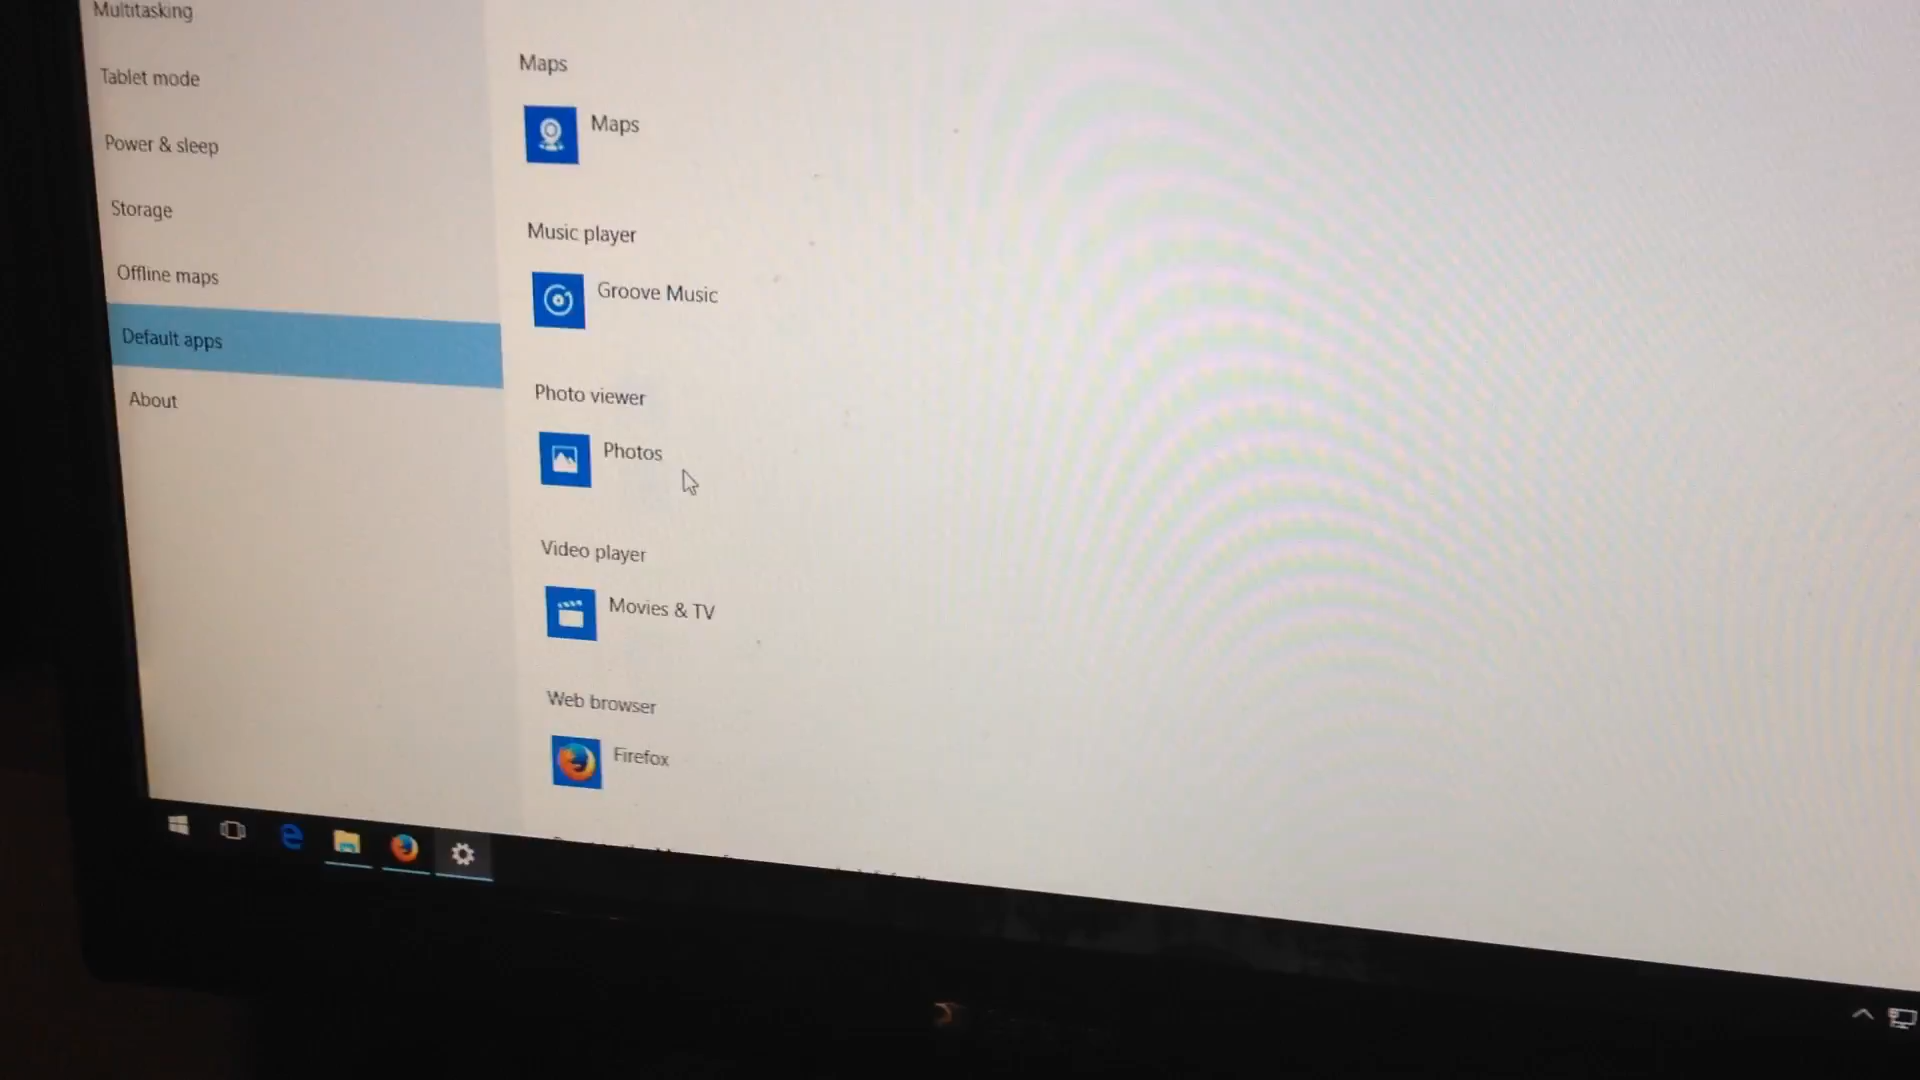 Multitasking
Tablet mode
Power & sleep
Storage
Offline maps
Default apps
About
Maps
Maps
Music player
Groove Music
Photo viewer
Photos
Video player
Movies & TV
Web browser
Firefox